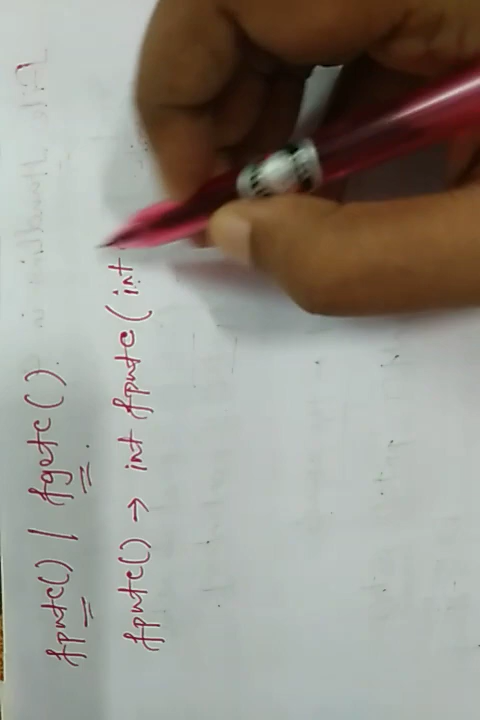 fputc() / fgetc().
fputc() → int fputc( int